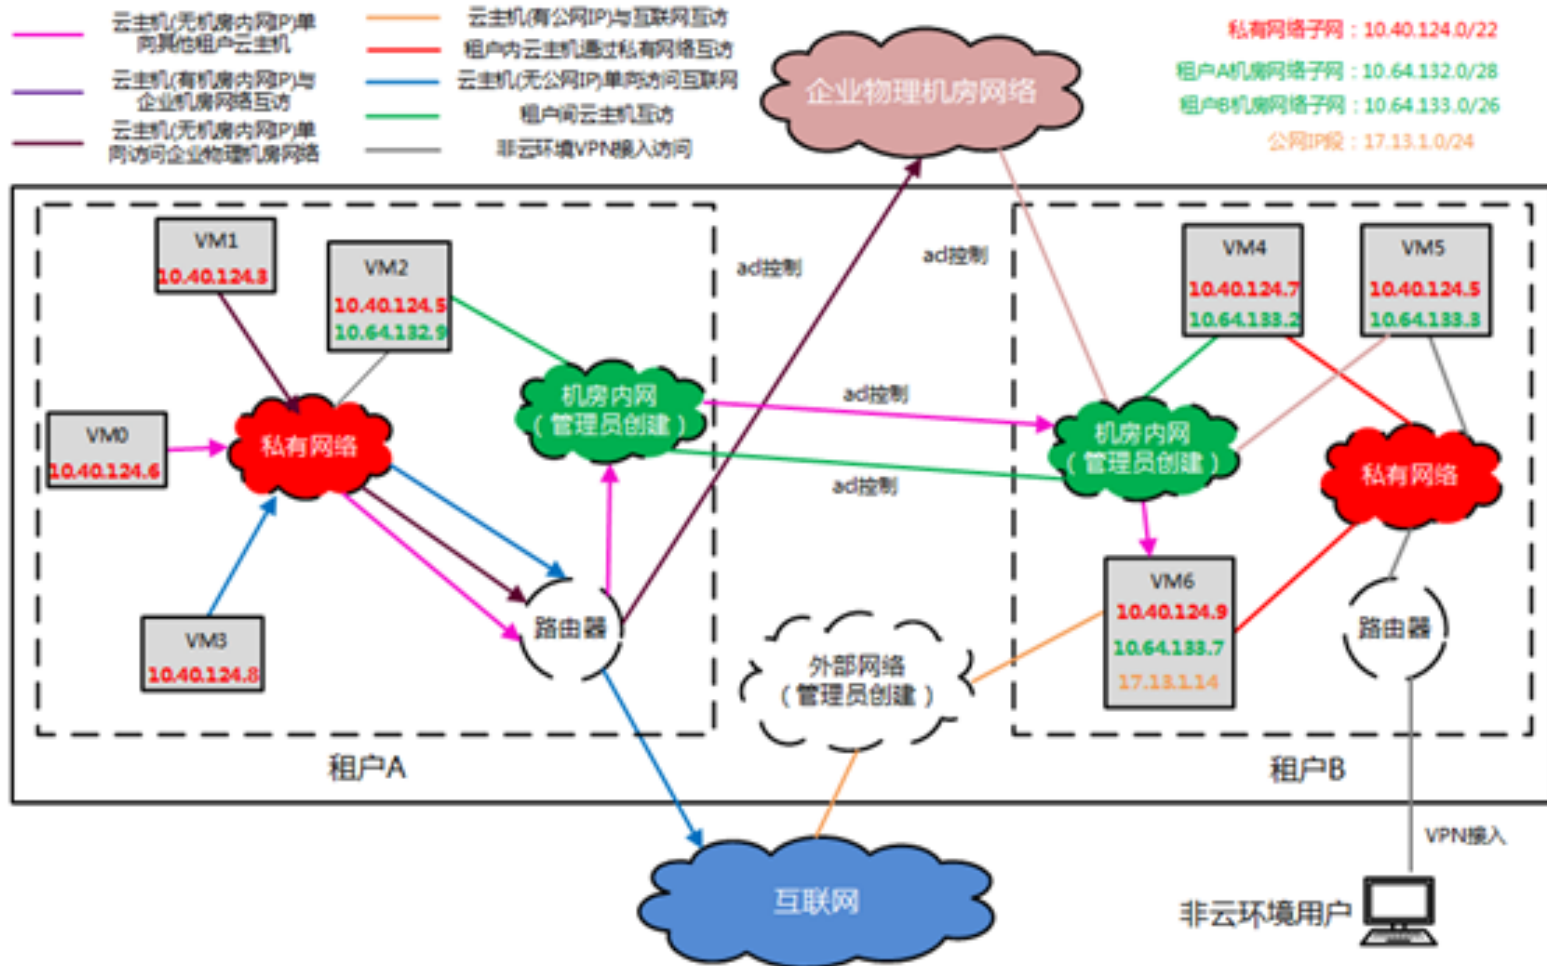 云主机(无机房内网IP)单
向其他租户云主机
云主机(有机房内网IP)与
企业机房网络互访
云主机(无机房内网IP)单
向访问企业物理机房网络
云主机(有公网IP)与互联网互访
租户内云主机通过私有网络互访
云主机(无公网IP)单向访问互联网
租户间云主机互访
非云环境VPN接入访问
企业物理机房网络
私有网络子网：10.40.124.0/22
租户A机房网络子网：10.64.132.0/28
租户B机房网络子网：10.64.133.0/26
公网IP段：17.13.1.0/24
VM1
10.40.124.3
VM2
10.40.124.5
10.64.132.9
acl控制
acl控制
VM4
10.40.124.7
10.64.133.2
VM5
10.40.124.5
10.64.133.3
VM0
10.40.124.6
私有网络
机房内网
（管理员创建）
acl控制
acl控制
机房内网
（管理员创建）
私有网络
VM3
10.40.124.8
路由器
外部网络
（管理员创建）
VM6
10.40.124.9
10.64.133.7
17.13.1.14
路由器
租户A
租户B
互联网
VPN接入
非云环境用户